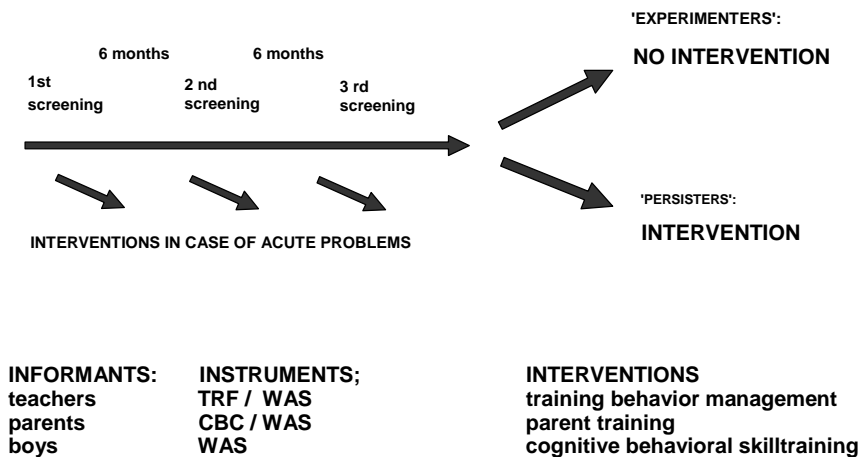 'EXPERIMENTERS':
NO INTERVENTION
6 months 6 months
1st
screening
2 nd
screening
3 rd
screening
'PERSISTERS':
INTERVENTION
INTERVENTIONS IN CASE OF ACUTE PROBLEMS
INFORMANTS: INSTRUMENTS; INTERVENTIONS
teachers TRF / WAS training behavior management
parents CBC / WAS parent training
boys WAS cognitive behavioral skilltraining